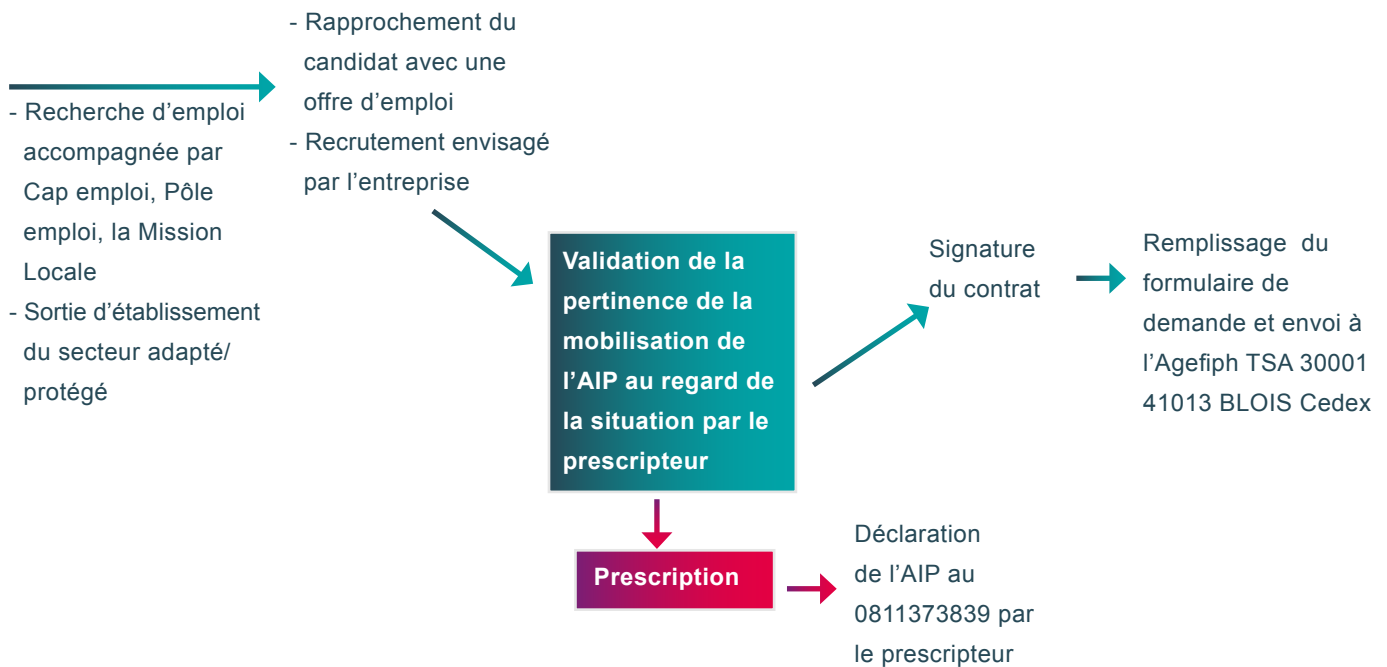 - Recherche d'emploi
accompagnée par
Cap emploi, Pôle
emploi, la Mission
Locale
- Sortie d'établissement
du secteur adapté/
protégé
- Rapprochement du
candidat avec une
offre d'emploi
- Recrutement envisagé
par l'entreprise
Validation de la
pertinence de la
mobilisation de
l'AIP au regard de
la situation par le
prescripteur
Signature
du contrat
Remplissage du
formulaire de
demande et envoi à
l'Agefiph TSA 30001
41013 BLOIS Cedex
Prescription
Déclaration
de l'AIP au
0811373839 par
le prescripteur